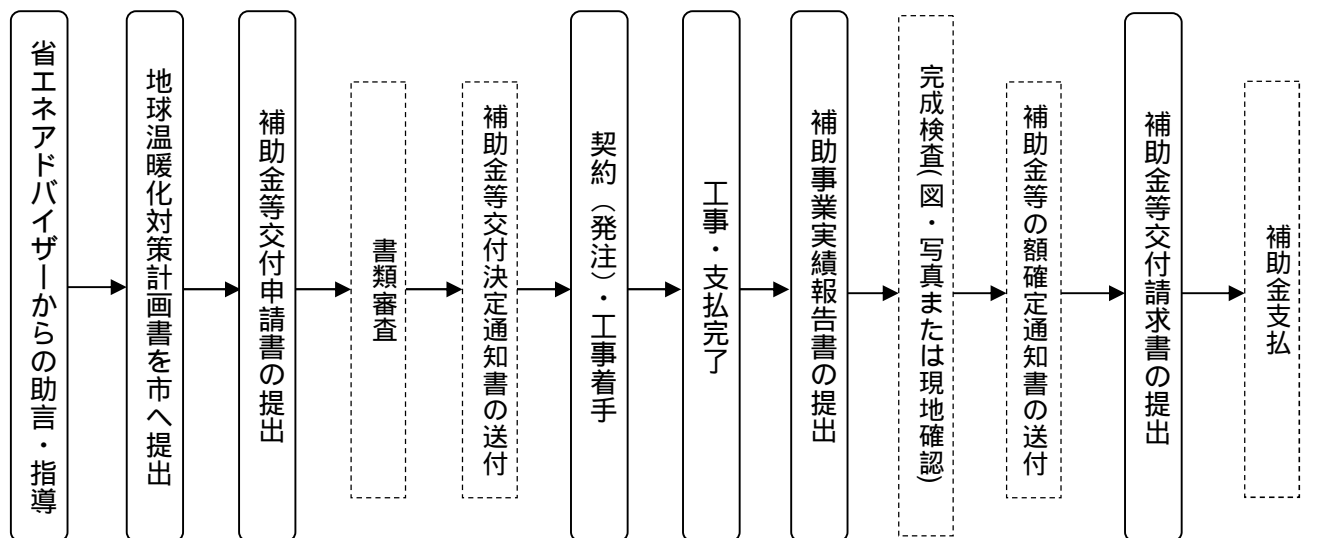 省エネアドバイザーからの助言・指導
地球温暖化対策計画書を市へ提出
補助金等交付申請書の提出
書類審査
補助金等交付決定通知書の送付
契約（発注）・工事着手
工事・支払完了
補助事業実績報告書の提出
完成検査(図・写真または現地確認)
補助金等の額確定通知書の送付
補助金等交付請求書の提出
補助金支払